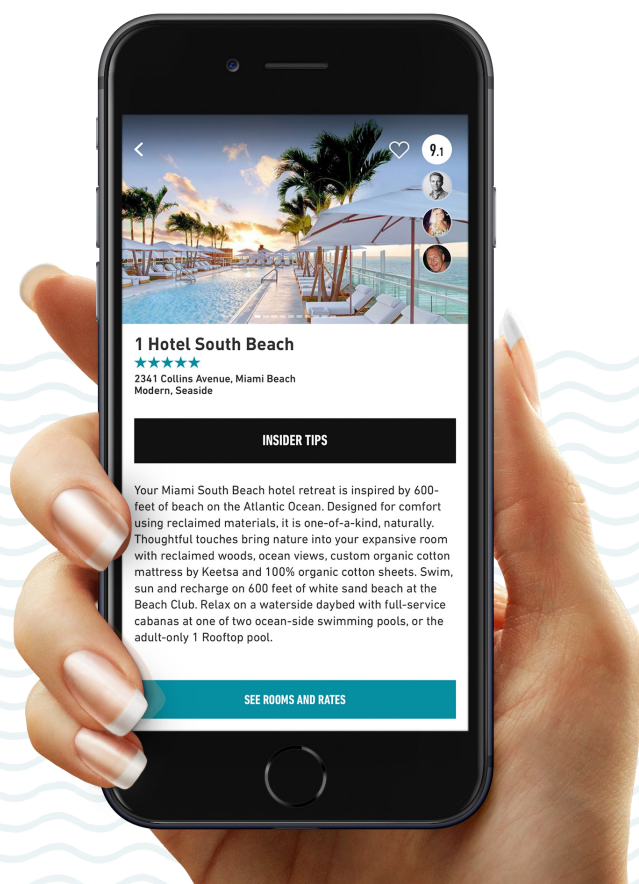 9.1
1 Hotel South Beach
2341 Collins Avenue, Miami Beach
Modern, Seaside
INSIDER TIPS
Your Miami South Beach hotel retreat is inspired by 600-
feet of beach on the Atlantic Ocean. Designed for comfort
using reclaimed materials, it is one-of-a-kind, naturally.
Thoughtful touches bring nature into your expansive room
with reclaimed woods, ocean views, custom organic cotton
mattress by Keetsa and 100% organic cotton sheets. Swim,
sun and recharge on 600 feet of white sand beach at the
Beach Club. Relax on a waterside daybed with full-service
cabanas at one of two ocean-side swimming pools, or the
adult-only 1 Rooftop pool.
SEE ROOMS AND RATES